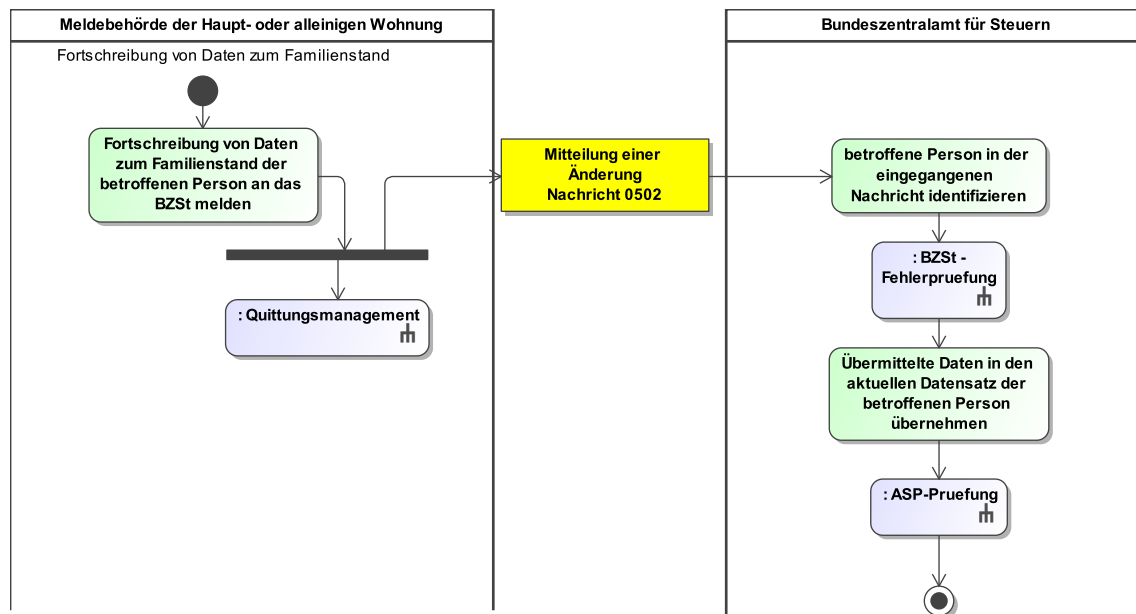 Meldebehörde der Haupt- oder alleinigen Wohnung
Fortschreibung von Daten zum Familienstand
Fortschreibung von Daten
zum Familienstand der
betroffenen Person an das
BZSt melden
: Quittungsmanagement
Mitteilung einer
Änderung
Nachricht 0502
Bundeszentralamt für Steuern
betroffene Person in der
eingegangenen
Nachricht identifizieren
: BZSt -
Fehlerpruefung
Übermittelte Daten in den
aktuellen Datensatz der
betroffenen Person
übernehmen
: ASP-Pruefung